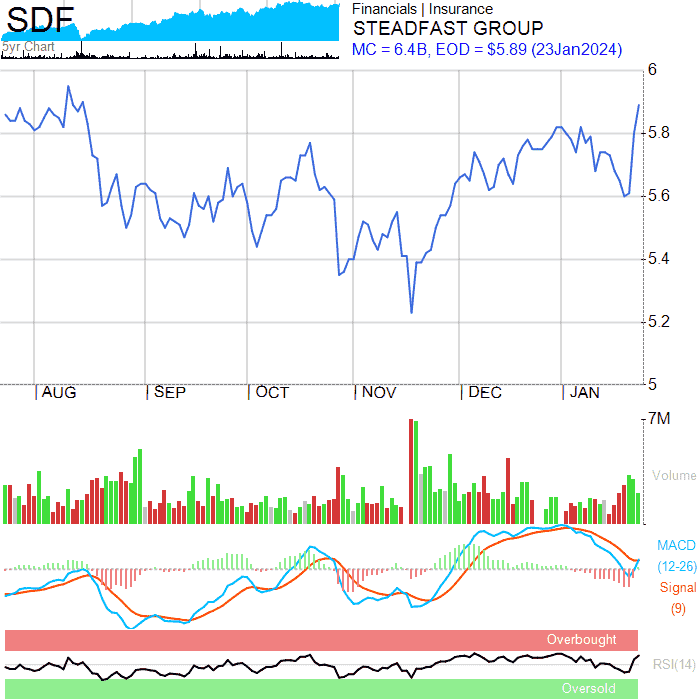 SDF
5yr Chart
Financials | Insurance
STEADFAST GROUP
MC = 6.4B, EOD = $5.89 (23Jan2024)
6
5.8
5.6
5.4
5.2
5
| AUG | SEP | OCT | NOV | DEC | JAN
7M
Volume
MACD
(12-26)
Signal
(9)
Overbought
RSI(14)
Oversold